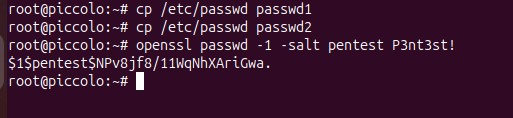 root@piccolo:~# cp /etc/passwd passwd1
root@piccolo:~# cp /etc/passwd passwd2
root@piccolo:~# openssl passwd -1 -salt pentest P3nt3st!
$1$pentest$NPv8jf8/11WqNhXAriGwa.
root@piccolo:~#